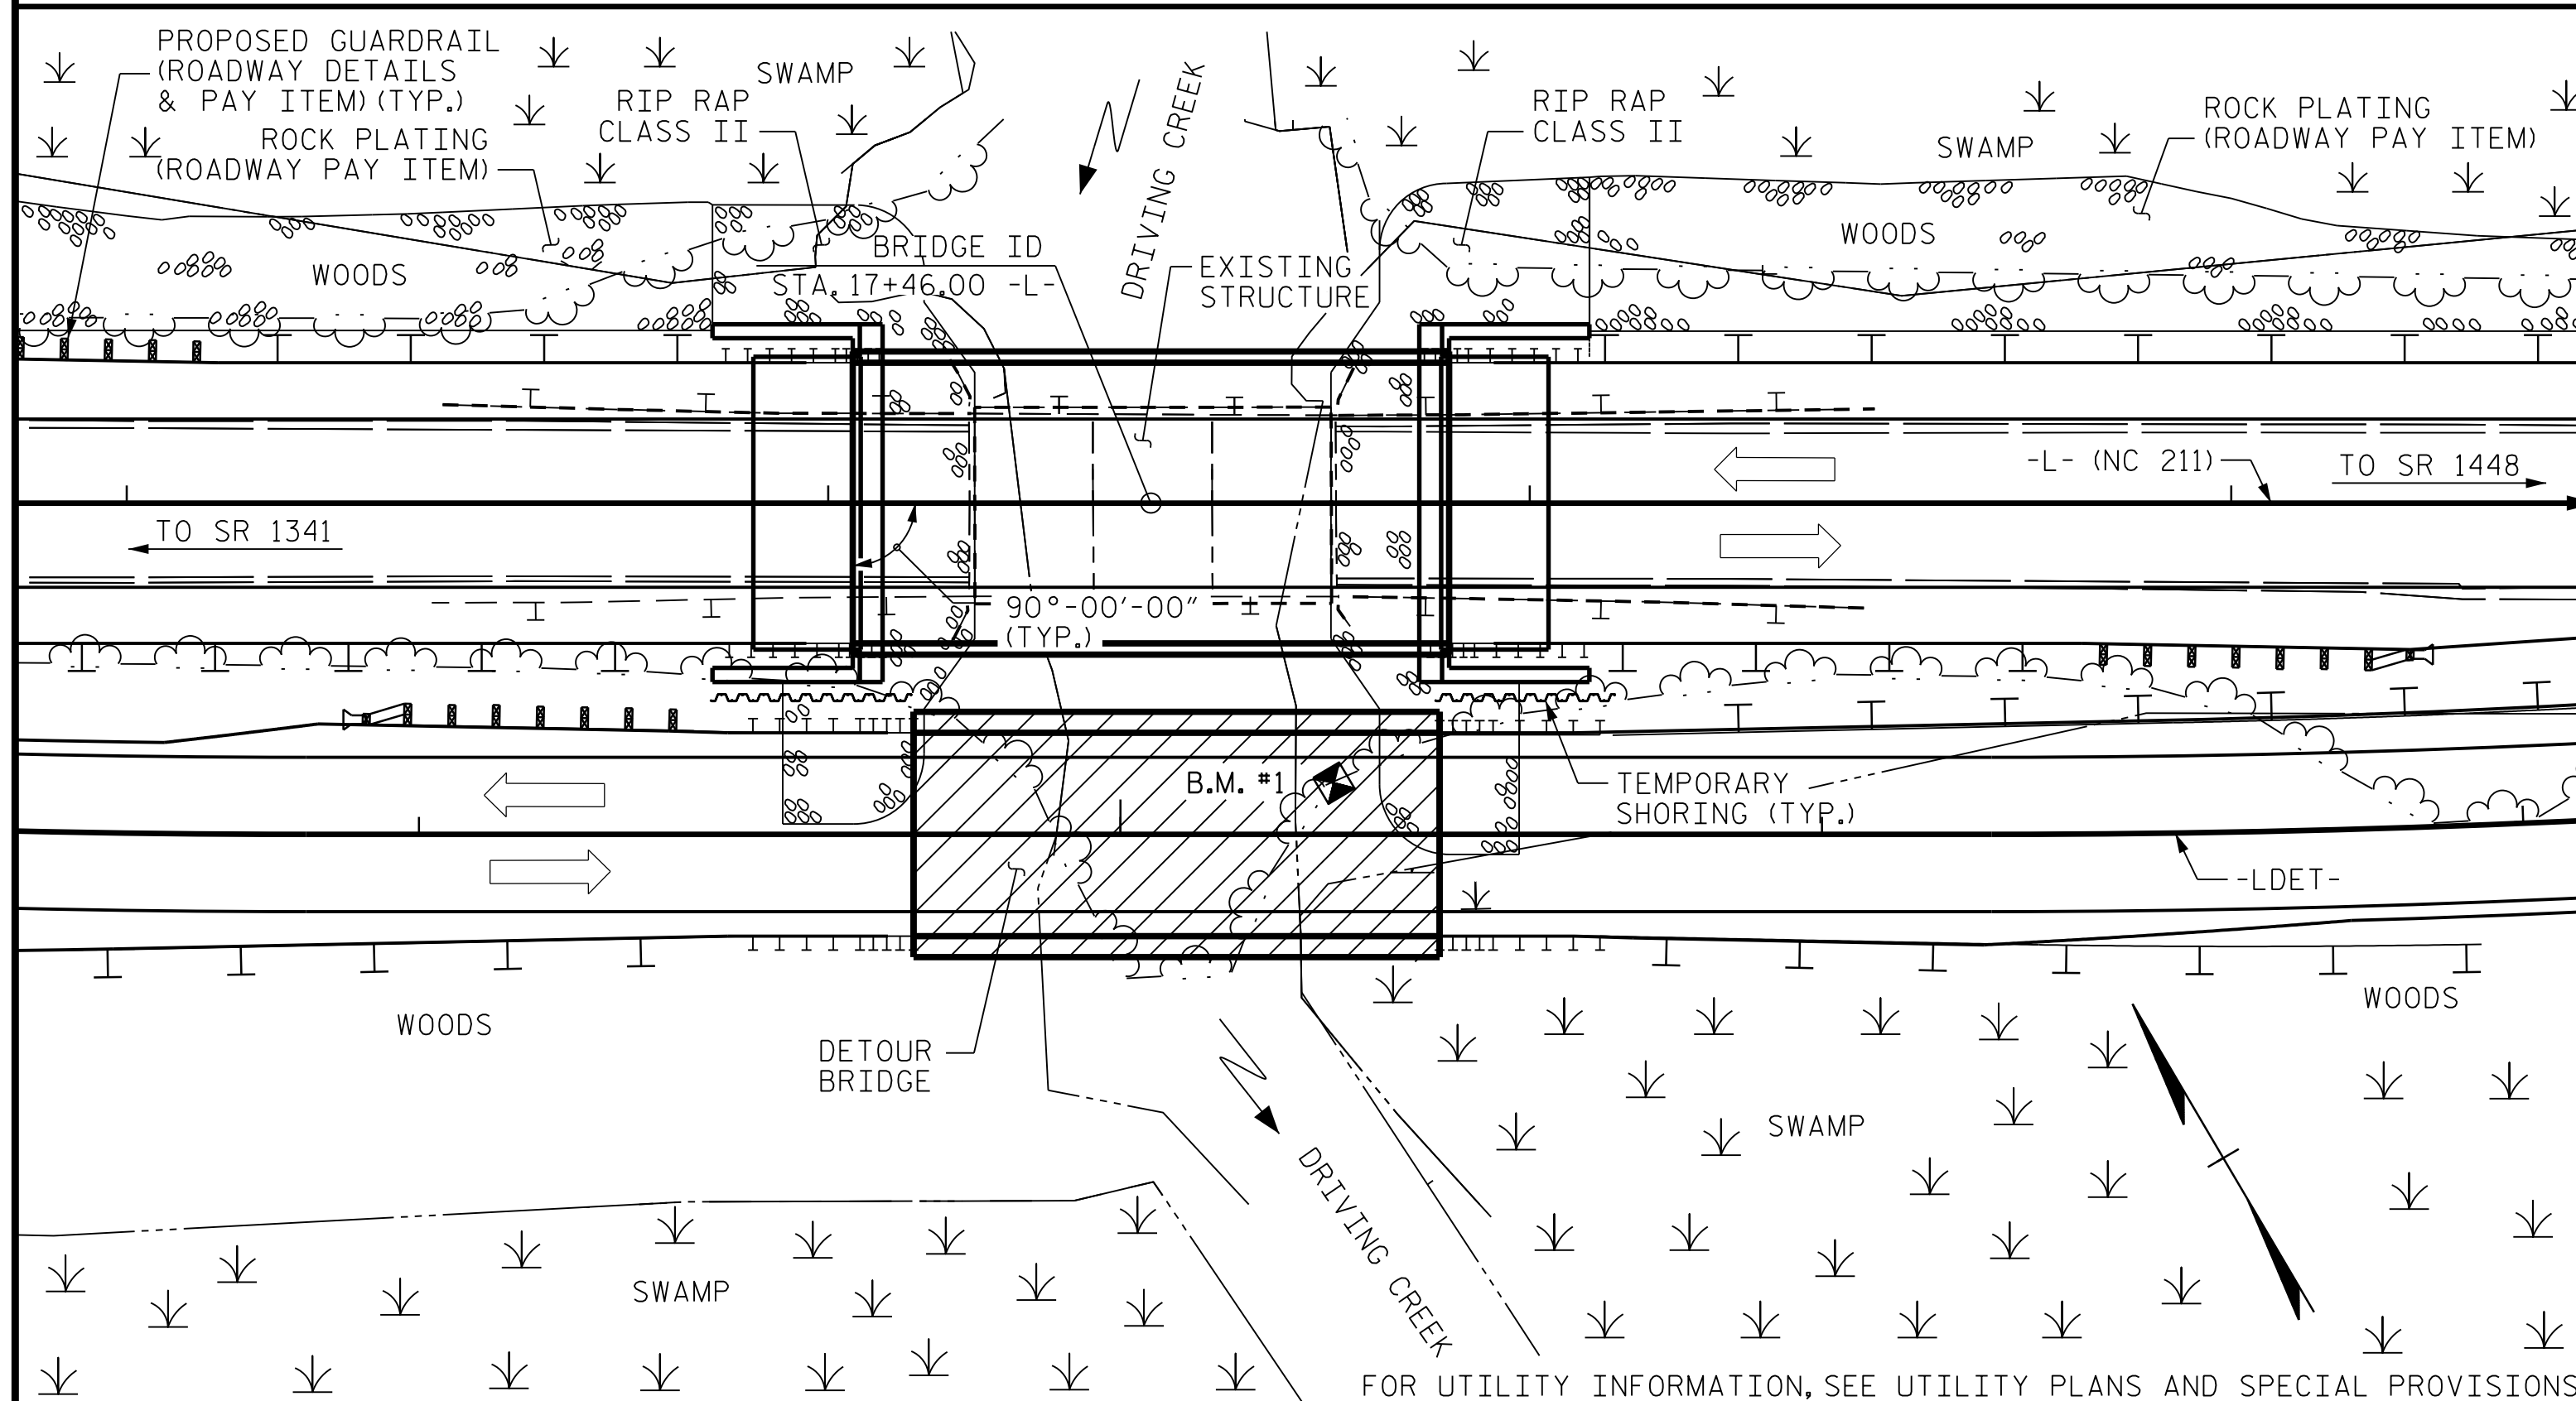 PROPOSED GUARDRAIL
(ROADWAY DETAILS
& PAY ITEM)(TYP.)
ROCK PLATING
(ROADWAY PAY ITEM)
RIP RAP
CLASS II
SWAMP
DRIVING CREEK
RIP RAP
CLASS II
SWAMP
ROCK PLATING
(ROADWAY PAY ITEM)
WOODS
BRIDGE ID
STA. 17+46.00 -L-
EXISTING
STRUCTURE
WOODS
-L- (NC 211)
TO SR 1448
TO SR 1341
90°-00'-00"
(TYP.)
B.M. #1
TEMPORARY
SHORING (TYP.)
-LDET-
WOODS
DETOUR
BRIDGE
WOODS
SWAMP
DRIVING CREEK
SWAMP
FOR UTILITY INFORMATION, SEE UTILITY PLANS AND SPECIAL PROVISIONS